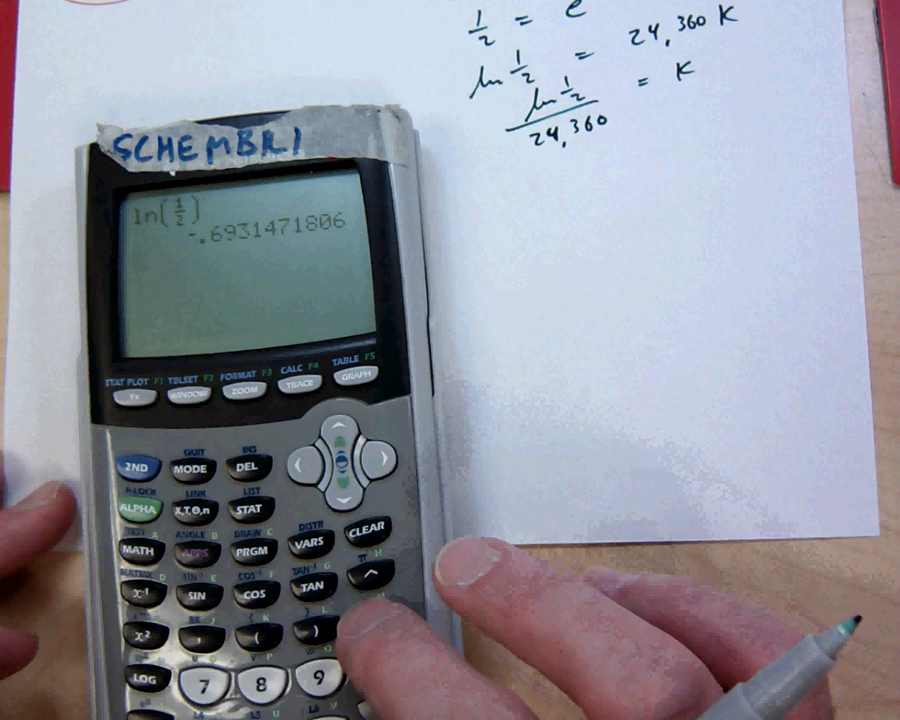 1/2 = e
ln 1/2 = 24,360 K
ln 1/2 / 24,360 = K
SCHEMBRI
ln(1/2)
-.6931471806
STAT PLOT F1 TBLSET F2 FORMAT F3 CALC F4 TABLE F5
Y= WINDOW ZOOM TRACE GRAPH
QUIT INS
2ND MODE DEL
A-LOCK LINK LIST
ALPHA X,T,Θ,n STAT
TEST A ANGLE B DRAW C DISTR
MATH APPS PRGM VARS CLEAR
MATRIX D SIN⁻¹ E COS⁻¹ F TAN⁻¹ G π H
x⁻¹ SIN COS TAN ^
J { K } L
x² , ( )
LOG 7 8 9